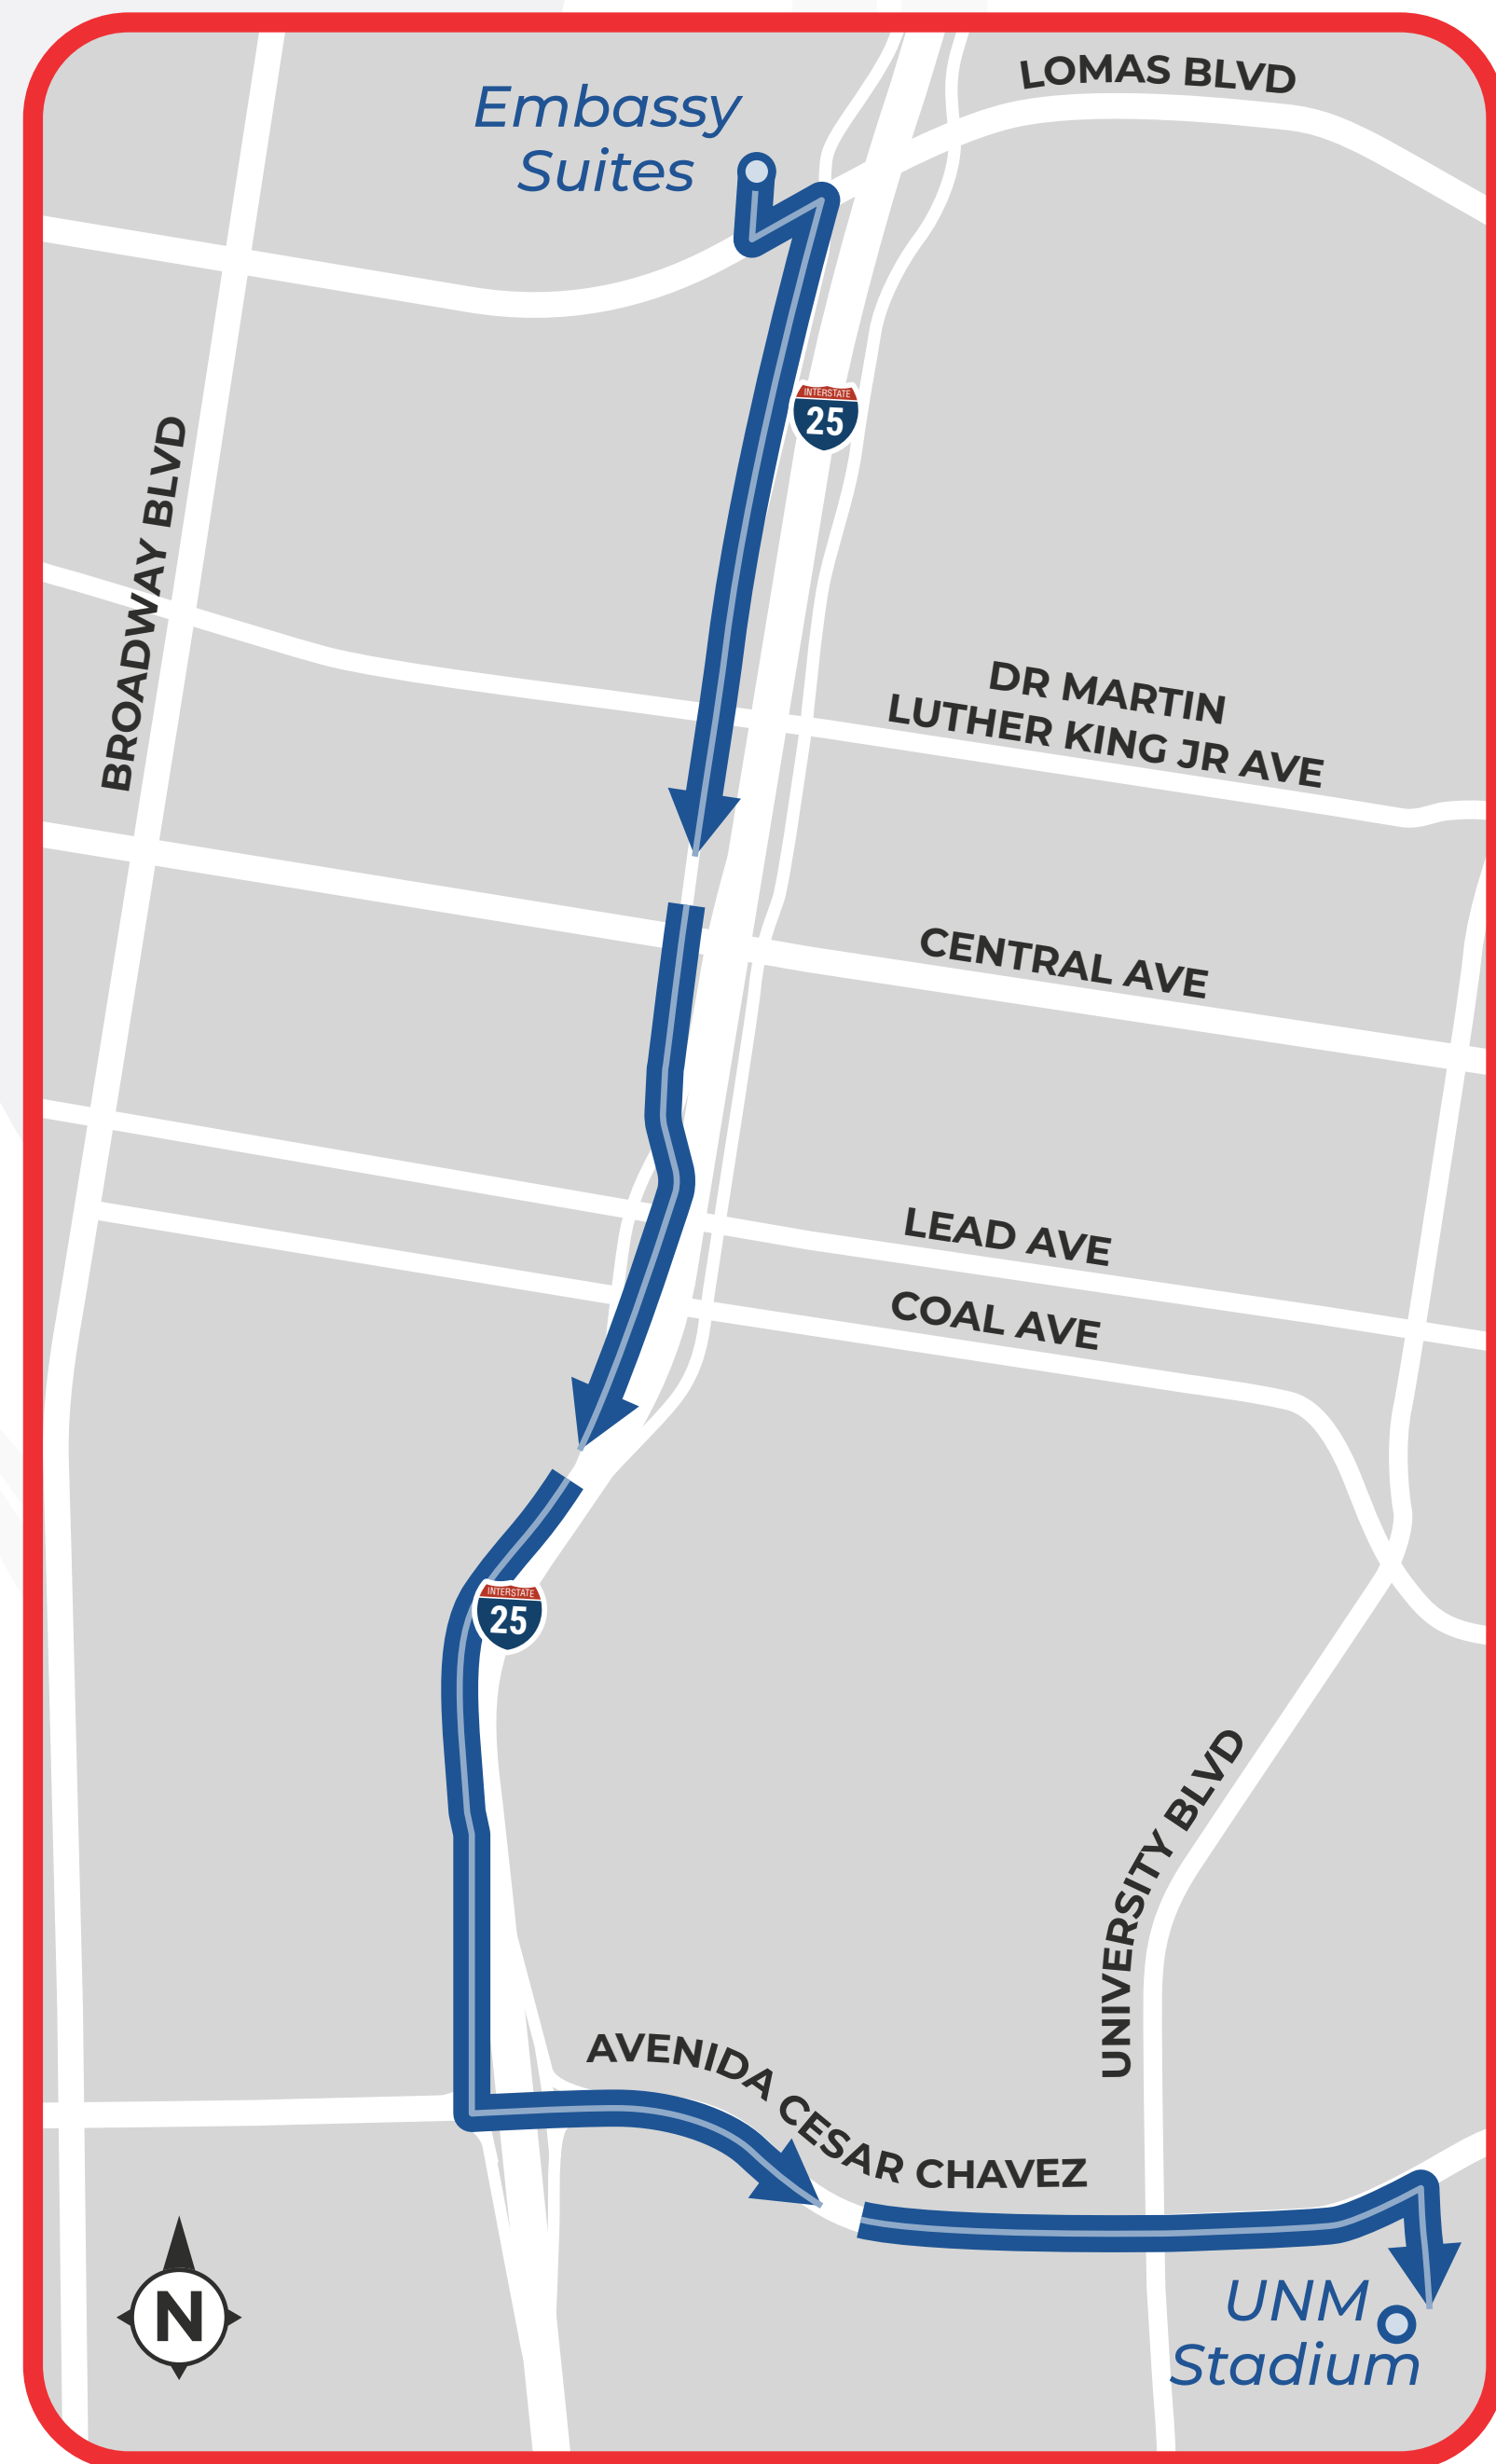 LOMAS BLVD
Embassy
Suites
INTERSTATE
25
BROADWAY BLVD
DR MARTIN
LUTHER KING JR AVE
CENTRAL AVE
LEAD AVE
COAL AVE
INTERSTATE
25
UNIVERSITY BLVD
AVENIDA CESAR CHAVEZ
N
UNM
Stadium